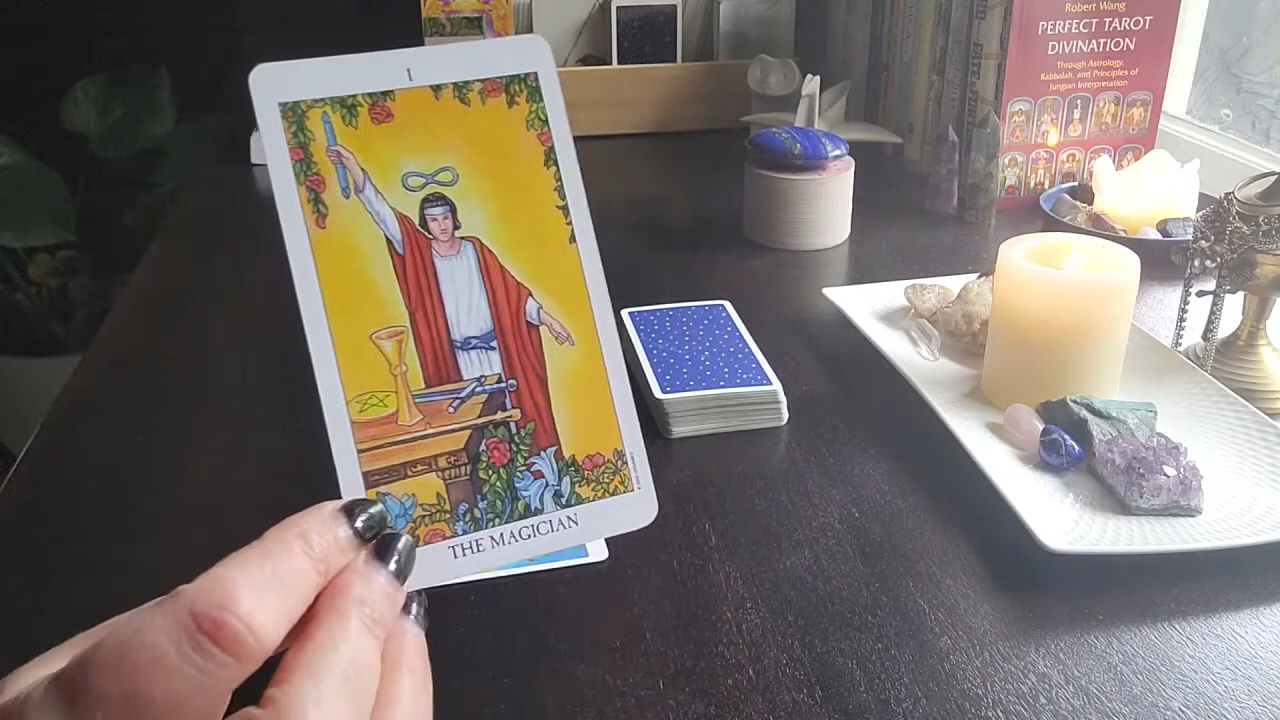 I
THE MAGICIAN
Robert Wang
PERFECT TAROT
DIVINATION
Through Astrology,
Kabbalah, and Principles of
Jungian Interpretation